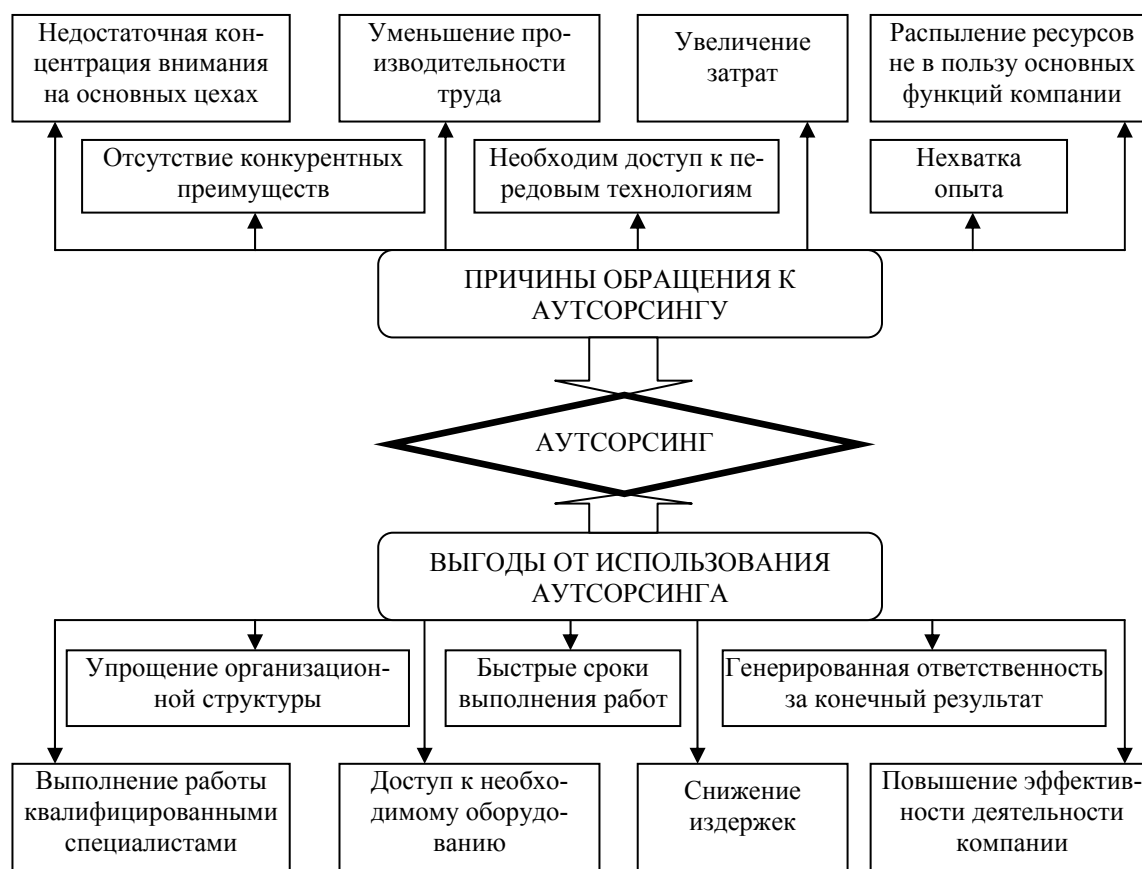 Недостаточная кон-
центрация внимания
на основных цехах
Уменьшение про-
изводительности
труда
Увеличение
затрат
Распыление ресурсов
не в пользу основных
функций компании
Отсутствие конкурентных
преимуществ
Необходим доступ к пе-
редовым технологиям
Нехватка
опыта
ПРИЧИНЫ ОБРАЩЕНИЯ К
АУТСОРСИНГУ
АУТСОРСИНГ
ВЫГОДЫ ОТ ИСПОЛЬЗОВАНИЯ
АУТСОРСИНГА
Упрощение организацион-
ной структуры
Быстрые сроки
выполнения работ
Генерированная ответственность
за конечный результат
Выполнение работы
квалифицированными
специалистами
Доступ к необхо-
димому оборудо-
ванию
Снижение
издержек
Повышение эффектив-
ности деятельности
компании